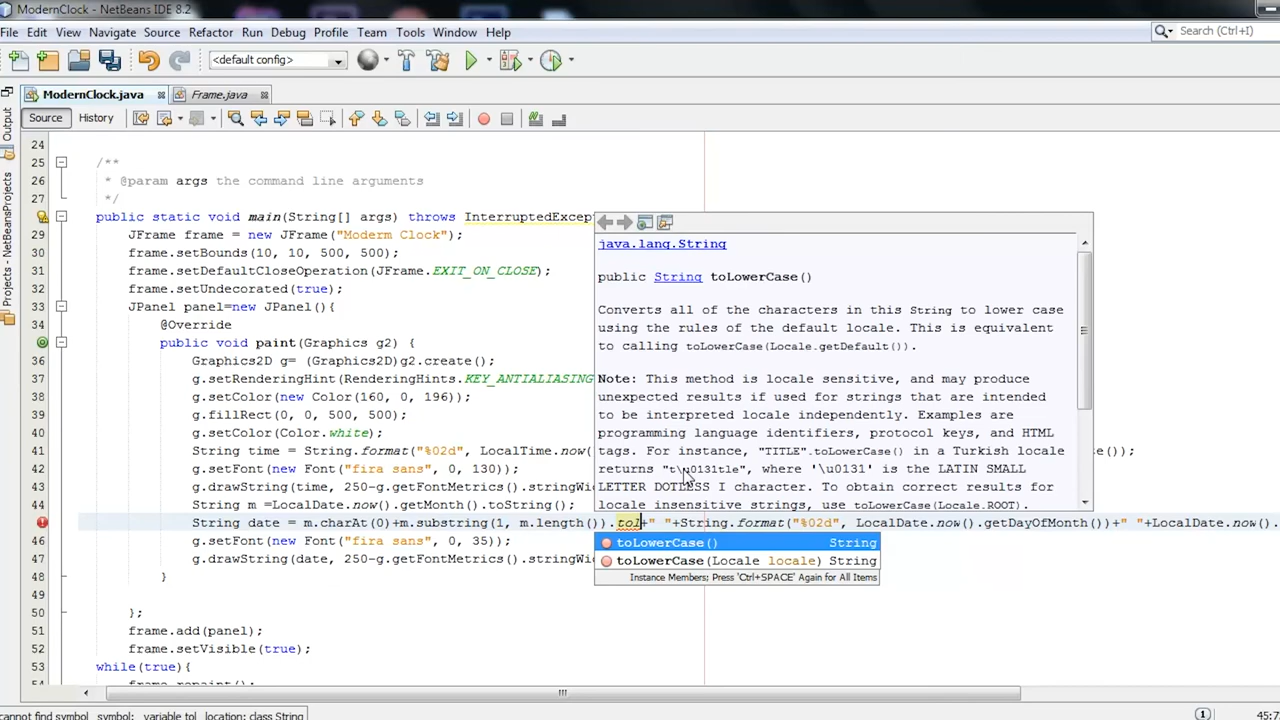 ModernClock - NetBeans IDE 8.2
File Edit View Navigate Source Refactor Run Debug Profile Team Tools Window Help
Search (Ctrl+I)
<default config>
ModernClock.java Frame.java
Source History
Output
Projects - NetBeansProjects
24
25 /**
26 * @param args the command line arguments
27 */
public static void main(String[] args) throws InterruptedExcep
29 JFrame frame = new JFrame("Moderm Clock");
30 frame.setBounds(10, 10, 500, 500);
31 frame.setDefaultCloseOperation(JFrame.EXIT_ON_CLOSE);
32 frame.setUndecorated(true);
33 JPanel panel=new JPanel(){
34 @Override
public void paint(Graphics g2) {
36 Graphics2D g= (Graphics2D)g2.create();
37 g.setRenderingHint(RenderingHints.KEY_ANTIALIASING
38 g.setColor(new Color(160, 0, 196));
39 g.fillRect(0, 0, 500, 500);
40 g.setColor(Color.white);
41 String time = String.format("%02d", LocalTime.now( );
42 g.setFont(new Font("fira sans", 0, 130));
43 g.drawString(time, 250-g.getFontMetrics().stringWi
44 String m =LocalDate.now().getMonth().toString();
String date = m.charAt(0)+m.substring(1, m.length()).tol+" "+String.format("%02d", LocalDate.now().getDayOfMonth())+" "+LocalDate.now().
46 g.setFont(new Font("fira sans", 0, 35));
47 g.drawString(date, 250-g.getFontMetrics().stringWi
48 }
50 };
51 frame.add(panel);
52 frame.setVisible(true);
53 while(true){
54 frame.repaint();
java.lang.String
public String toLowerCase()
Converts all of the characters in this String to lower case
using the rules of the default locale. This is equivalent
to calling toLowerCase(Locale.getDefault()).
Note: This method is locale sensitive, and may produce
unexpected results if used for strings that are intended
to be interpreted locale independently. Examples are
programming language identifiers, protocol keys, and HTML
tags. For instance, "TITLE".toLowerCase() in a Turkish locale
returns "t\u0131tle", where '\u0131' is the LATIN SMALL
LETTER DOTLESS I character. To obtain correct results for
locale insensitive strings, use toLowerCase(Locale.ROOT).
toLowerCase() String
toLowerCase(Locale locale) String
Instance Members; Press 'Ctrl+SPACE' Again for All Items
cannot find symbol symbol: variable tol location: class String
1
45:7